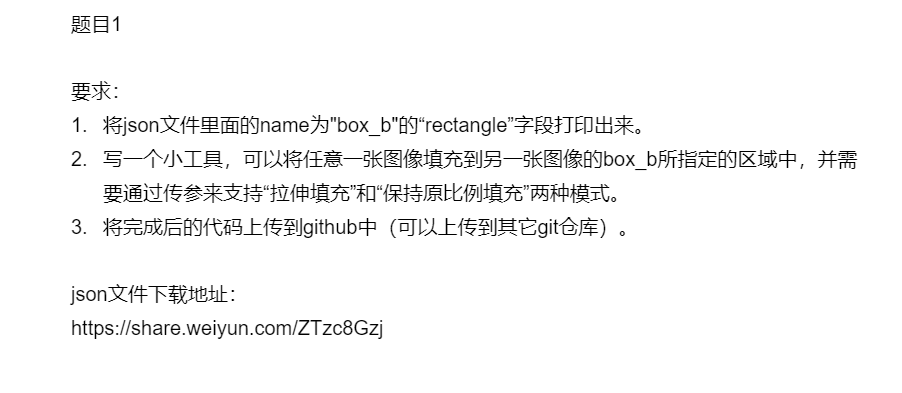 题目1
要求：
1. 将json文件里面的name为"box_b"的“rectangle”字段打印出来。
2. 写一个小工具，可以将任意一张图像填充到另一张图像的box_b所指定的区域中，并需
要通过传参来支持“拉伸填充”和“保持原比例填充”两种模式。
3. 将完成后的代码上传到github中（可以上传到其它git仓库）。
json文件下载地址：
https://share.weiyun.com/ZTzc8Gzj